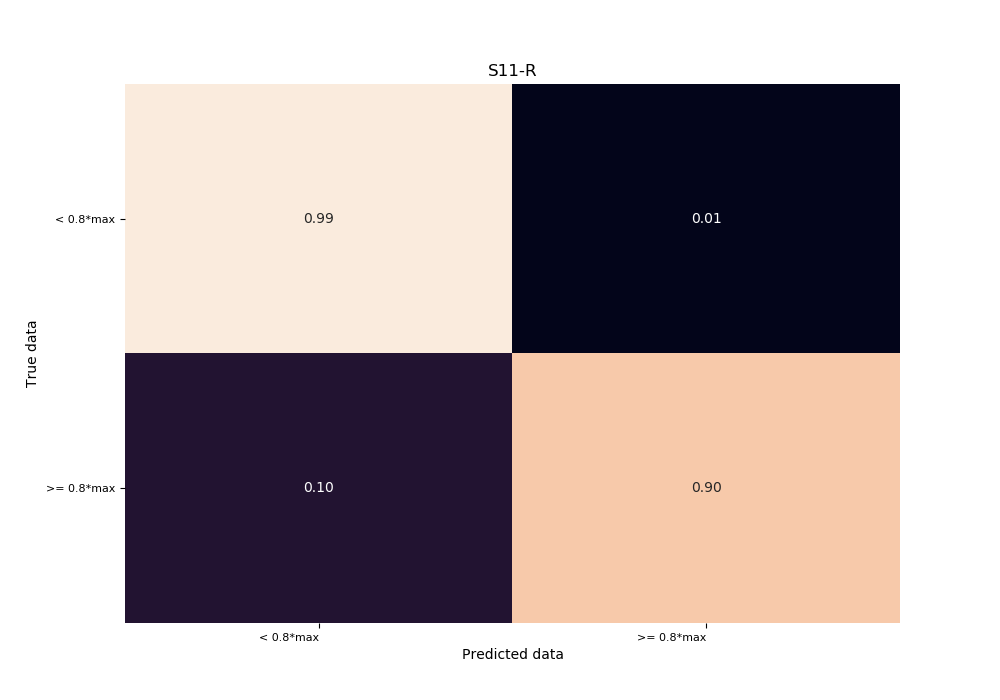 S11-R
< 0.8*max
0.99
0.01
True data
>= 0.8*max
0.10
0.90
< 0.8*max
>= 0.8*max
Predicted data